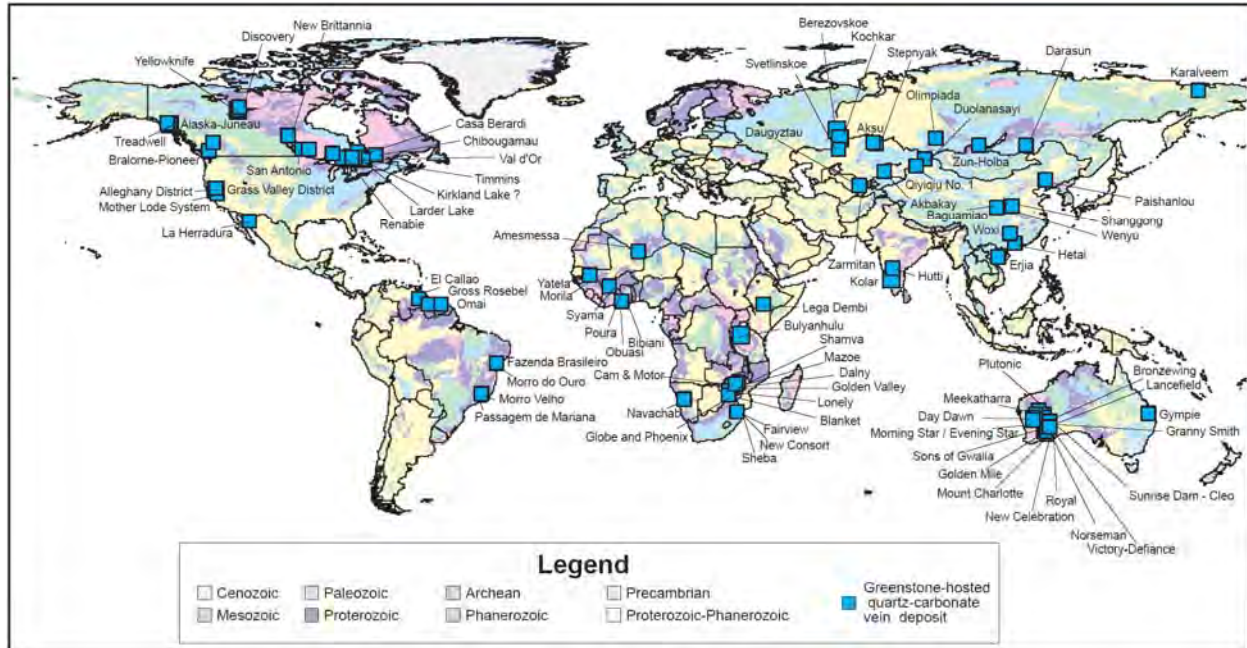 New Brittannia
Discovery
Yellowknife
Treadwell
Alaska-Juneau
Bralorne-Pioneer
San Antonio
Alleghany District
Grass Valley District
Mother Lode System
La Herradura
Casa Berardi
Chibougamau
Val d'Or
Timmins
Kirkland Lake ?
Larder Lake
Renabie
El Callao
Gross Rosebel
Omai
Fazenda Brasileiro
Morro do Ouro
Morro Velho
Passagem de Mariana
Amesmessa
Yatela
Morila
Syama
Poura
Obuasi
Bibiani
Lega Dembi
Bulyanhulu
Shamva
Mazoe
Cam & Motor
Dalny
Golden Valley
Lonely
Blanket
Navachab
Globe and Phoenix
Fairview
New Consort
Sheba
Berezovskoe
Kochkar
Svetlinskoe
Stepnyak
Darasun
Karalveem
Olimpiada
Duolanasayi
Daugyztau
Aksu
Zun-Holba
Qiyiqiu No. 1
Akbakay
Paishanlou
Baguamiao
Shanggong
Wenyu
Woxi
Hetai
Erjia
Zarmitan
Kolar
Hutti
Plutonic
Bronzewing
Lancefield
Meekatharra
Day Dawn
Gympie
Morning Star / Evening Star
Granny Smith
Sons of Gwalia
Golden Mile
Mount Charlotte
Sunrise Dam - Cleo
Royal
New Celebration
Norseman
Victory-Defiance
Legend
Cenozoic
Paleozoic
Archean
Precambrian
Mesozoic
Proterozoic
Phanerozoic
Proterozoic-Phanerozoic
Greenstone-hosted
quartz-carbonate
vein deposit